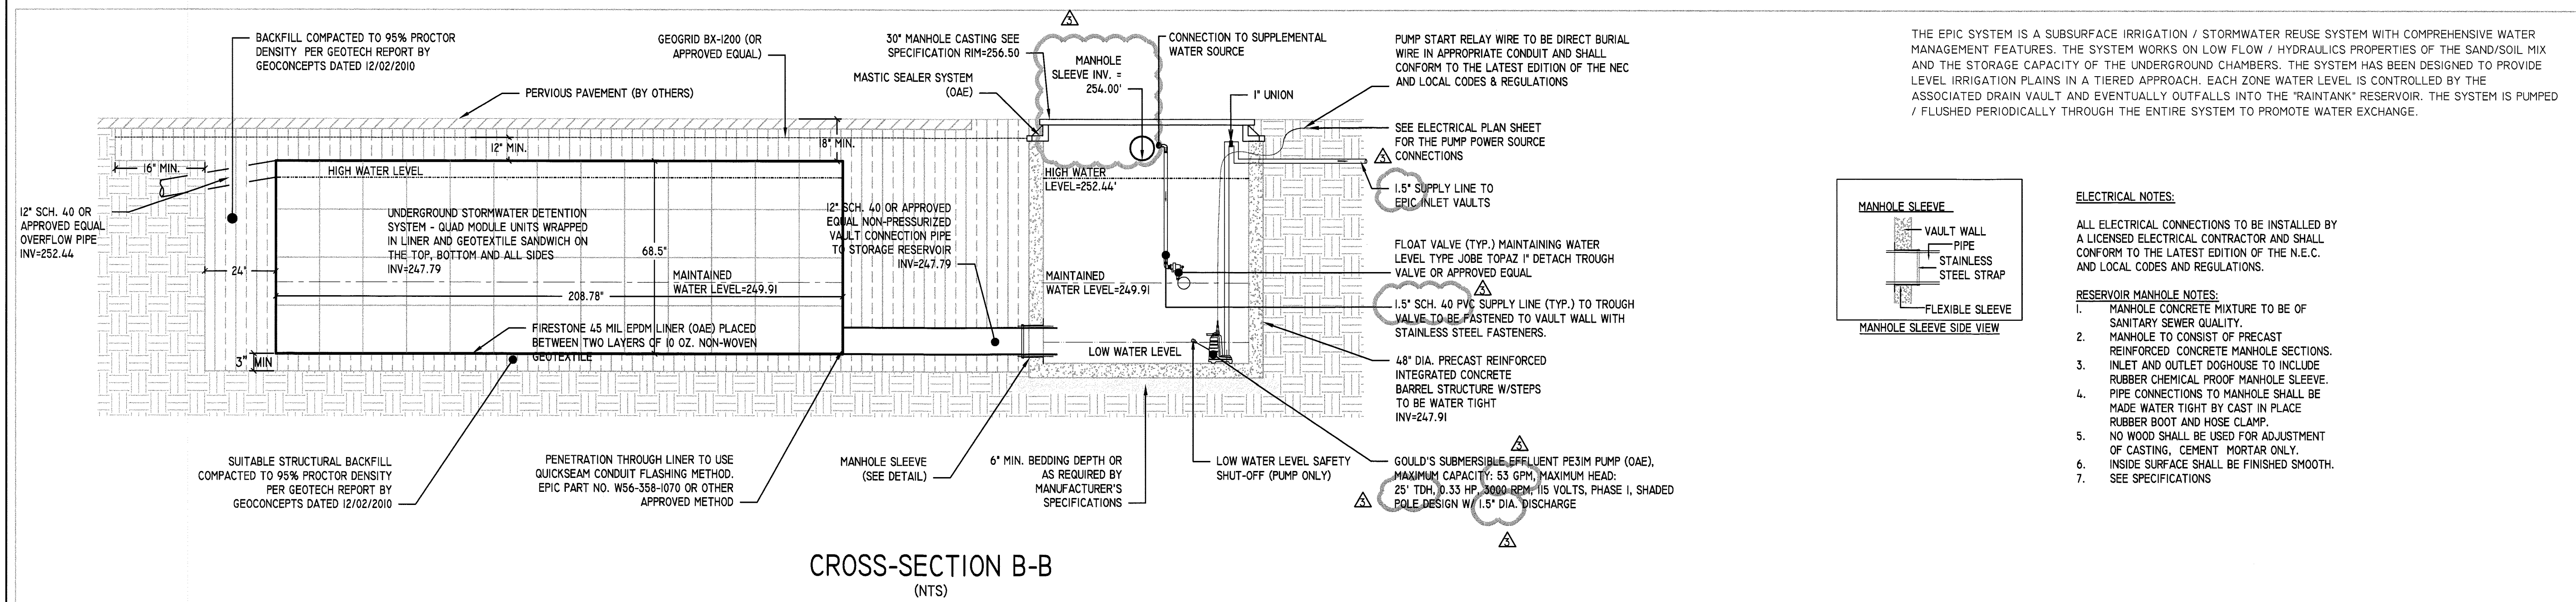 BACKFILL COMPACTED TO 95% PROCTOR
DENSITY PER GEOTECH REPORT BY
GEOCONCEPTS DATED 12/02/2010
PERVIOUS PAVEMENT (BY OTHERS)
GEOGRID BX-1200 (OR
APPROVED EQUAL)
30" MANHOLE CASTING SEE
SPECIFICATION RIM=256.50
MASTIC SEALER SYSTEM
(OAE)
3
MANHOLE
SLEEVE INV. =
254.00'
CONNECTION TO SUPPLEMENTAL
WATER SOURCE
1" UNION
PUMP START RELAY WIRE TO BE DIRECT BURIAL
WIRE IN APPROPRIATE CONDUIT AND SHALL
CONFORM TO THE LATEST EDITION OF THE NEC
AND LOCAL CODES & REGULATIONS
SEE ELECTRICAL PLAN SHEET
FOR THE PUMP POWER SOURCE
CONNECTIONS
3
1.5" SUPPLY LINE TO
EPIC INLET VAULTS
FLOAT VALVE (TYP.) MAINTAINING WATER
LEVEL TYPE JOBE TOPAZ 1" DETACH TROUGH
VALVE OR APPROVED EQUAL
3
1.5" SCH. 40 PVC SUPPLY LINE (TYP.) TO TROUGH
VALVE TO BE FASTENED TO VAULT WALL WITH
STAINLESS STEEL FASTENERS.
48" DIA. PRECAST REINFORCED
INTEGRATED CONCRETE
BARREL STRUCTURE W/STEPS
TO BE WATER TIGHT
INV=247.91
3
GOULD'S SUBMERSIBLE EFFLUENT PE31M PUMP (OAE),
MAXIMUM CAPACITY: 53 GPM, MAXIMUM HEAD:
25' TDH, 0.33 HP, 3000 RPM, 115 VOLTS, PHASE 1, SHADED
POLE DESIGN W/ 1.5" DIA. DISCHARGE
3
3
16" MIN.
12" MIN.
18" MIN.
HIGH WATER LEVEL
12" SCH. 40 OR
APPROVED EQUAL
OVERFLOW PIPE
INV=252.44
24"
UNDERGROUND STORMWATER DETENTION
SYSTEM - QUAD MODULE UNITS WRAPPED
IN LINER AND GEOTEXTILE SANDWICH ON
THE TOP, BOTTOM AND ALL SIDES
INV=247.79
68.5"
MAINTAINED
WATER LEVEL=249.91
208.78"
FIRESTONE 45 MIL EPDM LINER (OAE) PLACED
BETWEEN TWO LAYERS OF 10 OZ. NON-WOVEN
GEOTEXTILE
3" MIN
12" SCH. 40 OR APPROVED
EQUAL NON-PRESSURIZED
VAULT CONNECTION PIPE
TO STORAGE RESERVOIR
INV=247.79
HIGH WATER
LEVEL=252.44'
MAINTAINED
WATER LEVEL=249.91
LOW WATER LEVEL
SUITABLE STRUCTURAL BACKFILL
COMPACTED TO 95% PROCTOR DENSITY
PER GEOTECH REPORT BY
GEOCONCEPTS DATED 12/02/2010
PENETRATION THROUGH LINER TO USE
QUICKSEAM CONDUIT FLASHING METHOD.
EPIC PART NO. W56-358-1070 OR OTHER
APPROVED METHOD
MANHOLE SLEEVE
(SEE DETAIL)
6" MIN. BEDDING DEPTH OR
AS REQUIRED BY
MANUFACTURER'S
SPECIFICATIONS
LOW WATER LEVEL SAFETY
SHUT-OFF (PUMP ONLY)
CROSS-SECTION B-B
(NTS)
THE EPIC SYSTEM IS A SUBSURFACE IRRIGATION / STORMWATER REUSE SYSTEM WITH COMPREHENSIVE WATER
MANAGEMENT FEATURES. THE SYSTEM WORKS ON LOW FLOW / HYDRAULICS PROPERTIES OF THE SAND/SOIL MIX
AND THE STORAGE CAPACITY OF THE UNDERGROUND CHAMBERS. THE SYSTEM HAS BEEN DESIGNED TO PROVIDE
LEVEL IRRIGATION PLAINS IN A TIERED APPROACH. EACH ZONE WATER LEVEL IS CONTROLLED BY THE
ASSOCIATED DRAIN VAULT AND EVENTUALLY OUTFALLS INTO THE "RAINTANK" RESERVOIR. THE SYSTEM IS PUMPED
/ FLUSHED PERIODICALLY THROUGH THE ENTIRE SYSTEM TO PROMOTE WATER EXCHANGE.
MANHOLE SLEEVE
VAULT WALL
PIPE
STAINLESS
STEEL STRAP
FLEXIBLE SLEEVE
MANHOLE SLEEVE SIDE VIEW
ELECTRICAL NOTES:
ALL ELECTRICAL CONNECTIONS TO BE INSTALLED BY
A LICENSED ELECTRICAL CONTRACTOR AND SHALL
CONFORM TO THE LATEST EDITION OF THE N.E.C.
AND LOCAL CODES AND REGULATIONS.
RESERVOIR MANHOLE NOTES:
1. MANHOLE CONCRETE MIXTURE TO BE OF
SANITARY SEWER QUALITY.
2. MANHOLE TO CONSIST OF PRECAST
REINFORCED CONCRETE MANHOLE SECTIONS.
3. INLET AND OUTLET DOGHOUSE TO INCLUDE
RUBBER CHEMICAL PROOF MANHOLE SLEEVE.
4. PIPE CONNECTIONS TO MANHOLE SHALL BE
MADE WATER TIGHT BY CAST IN PLACE
RUBBER BOOT AND HOSE CLAMP.
5. NO WOOD SHALL BE USED FOR ADJUSTMENT
OF CASTING, CEMENT MORTAR ONLY.
6. INSIDE SURFACE SHALL BE FINISHED SMOOTH.
7. SEE SPECIFICATIONS